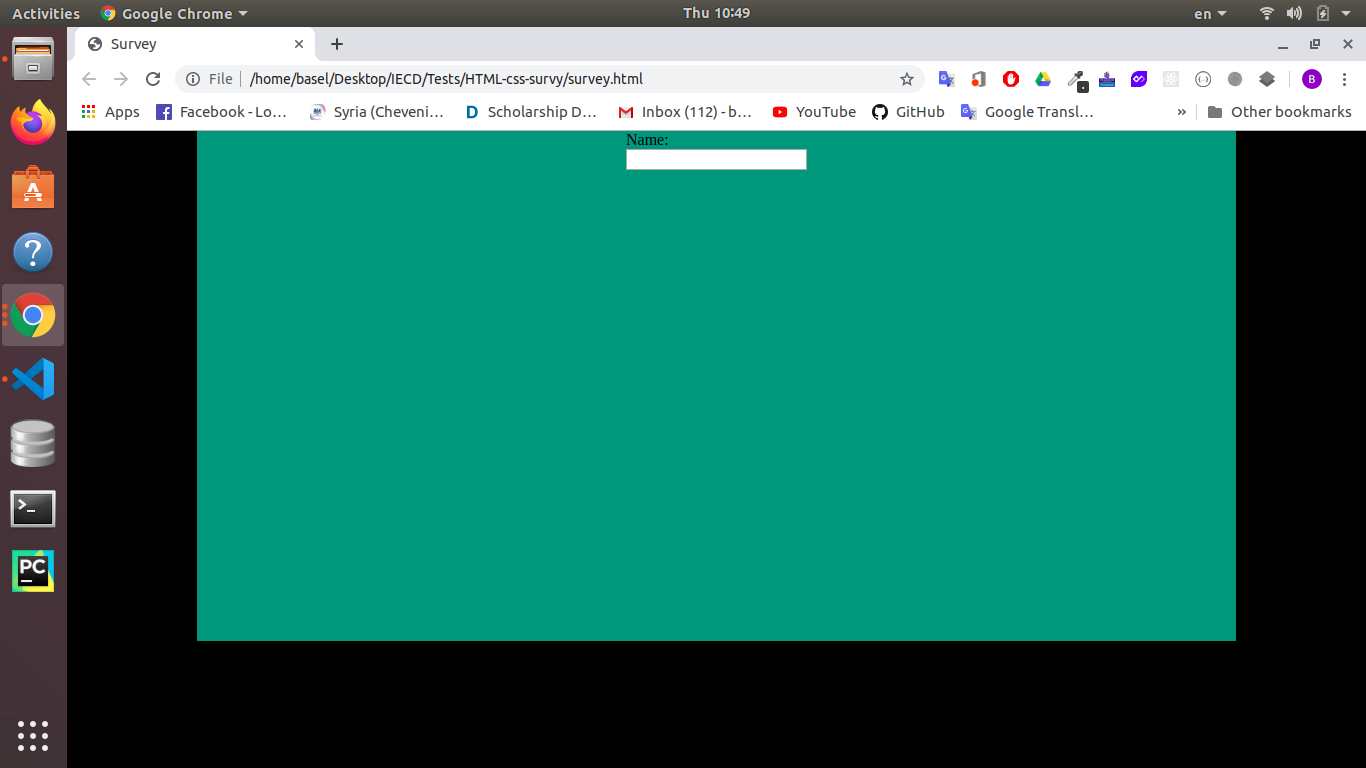 Activities Google Chrome Thu 10:49 en
Survey
File /home/basel/Desktop/IECD/Tests/HTML-css-survy/survey.html B
Apps Facebook - Lo… Syria (Cheveni… Scholarship D… Inbox (112) - b… YouTube GitHub Google Transl… » Other bookmarks
Name:
PC